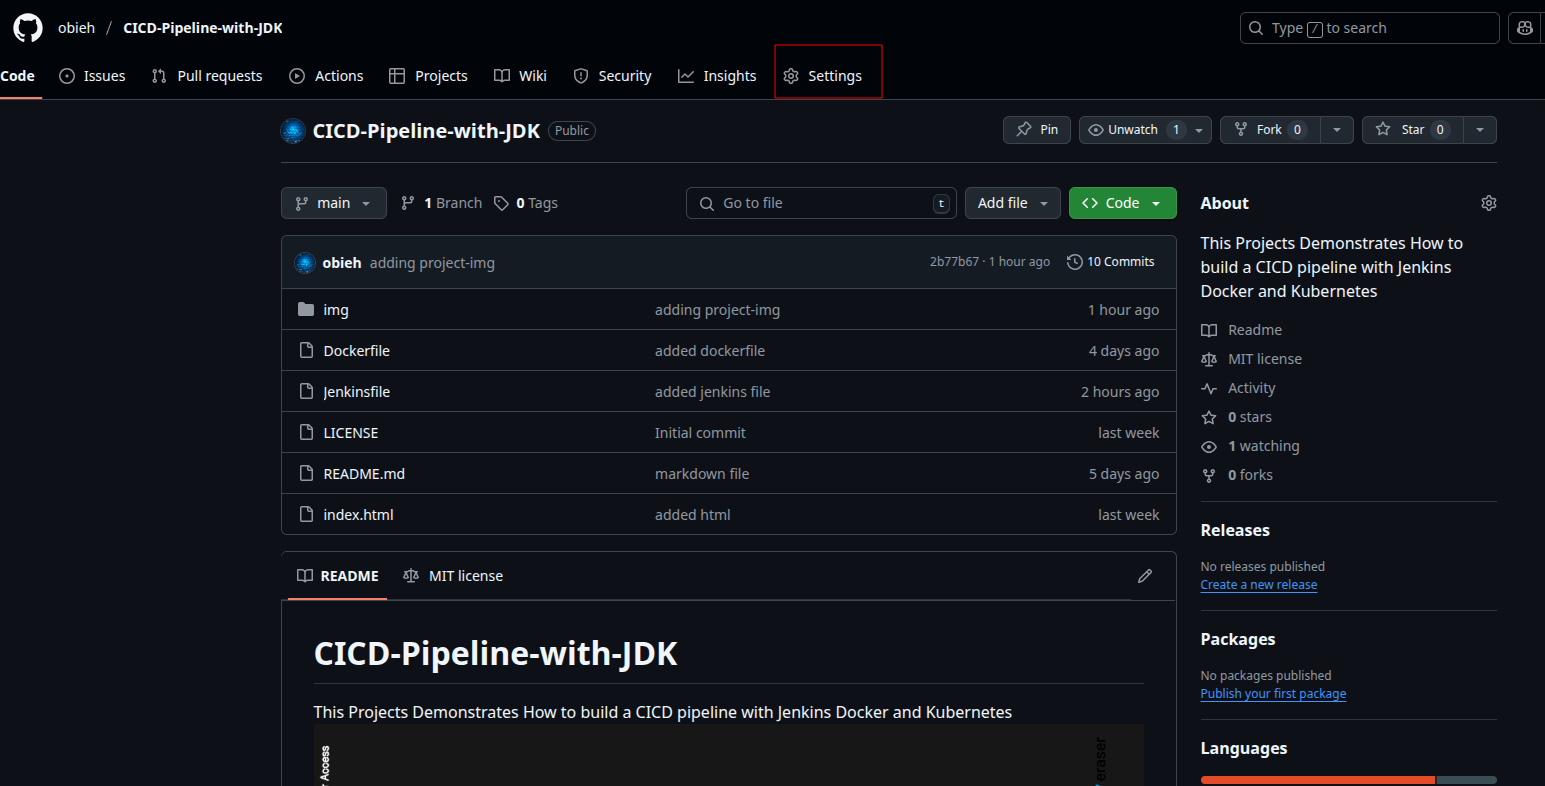 obieh / CICD-Pipeline-with-JDK
Type / to search
Code Issues Pull requests Actions Projects Wiki Security Insights Settings
CICD-Pipeline-with-JDK Public
Pin Unwatch 1 Fork 0 Star 0
main 1 Branch 0 Tags Go to file t Add file Code
obieh adding project-img 2b77b67 · 1 hour ago 10 Commits
img adding project-img 1 hour ago
Dockerfile added dockerfile 4 days ago
Jenkinsfile added jenkins file 2 hours ago
LICENSE Initial commit last week
README.md markdown file 5 days ago
index.html added html last week
README MIT license
CICD-Pipeline-with-JDK
This Projects Demonstrates How to build a CICD pipeline with Jenkins Docker and Kubernetes
Access
eraser
About
This Projects Demonstrates How to
build a CICD pipeline with Jenkins
Docker and Kubernetes
Readme
MIT license
Activity
0 stars
1 watching
0 forks
Releases
No releases published
Create a new release
Packages
No packages published
Publish your first package
Languages